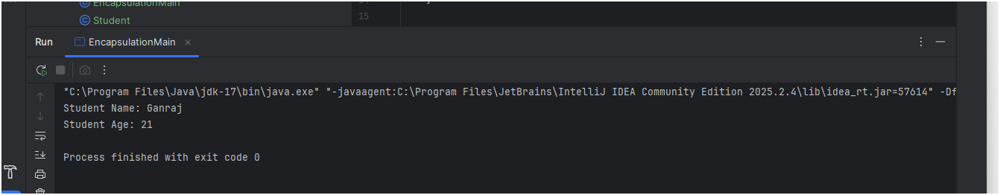 EncapsulationMain
Student
15
Run EncapsulationMain
"C:\Program Files\Java\jdk-17\bin\java.exe" "-javaagent:C:\Program Files\JetBrains\IntelliJ IDEA Community Edition 2025.2.4\lib\idea_rt.jar=57614" -Df
Student Name: Ganraj
Student Age: 21
Process finished with exit code 0